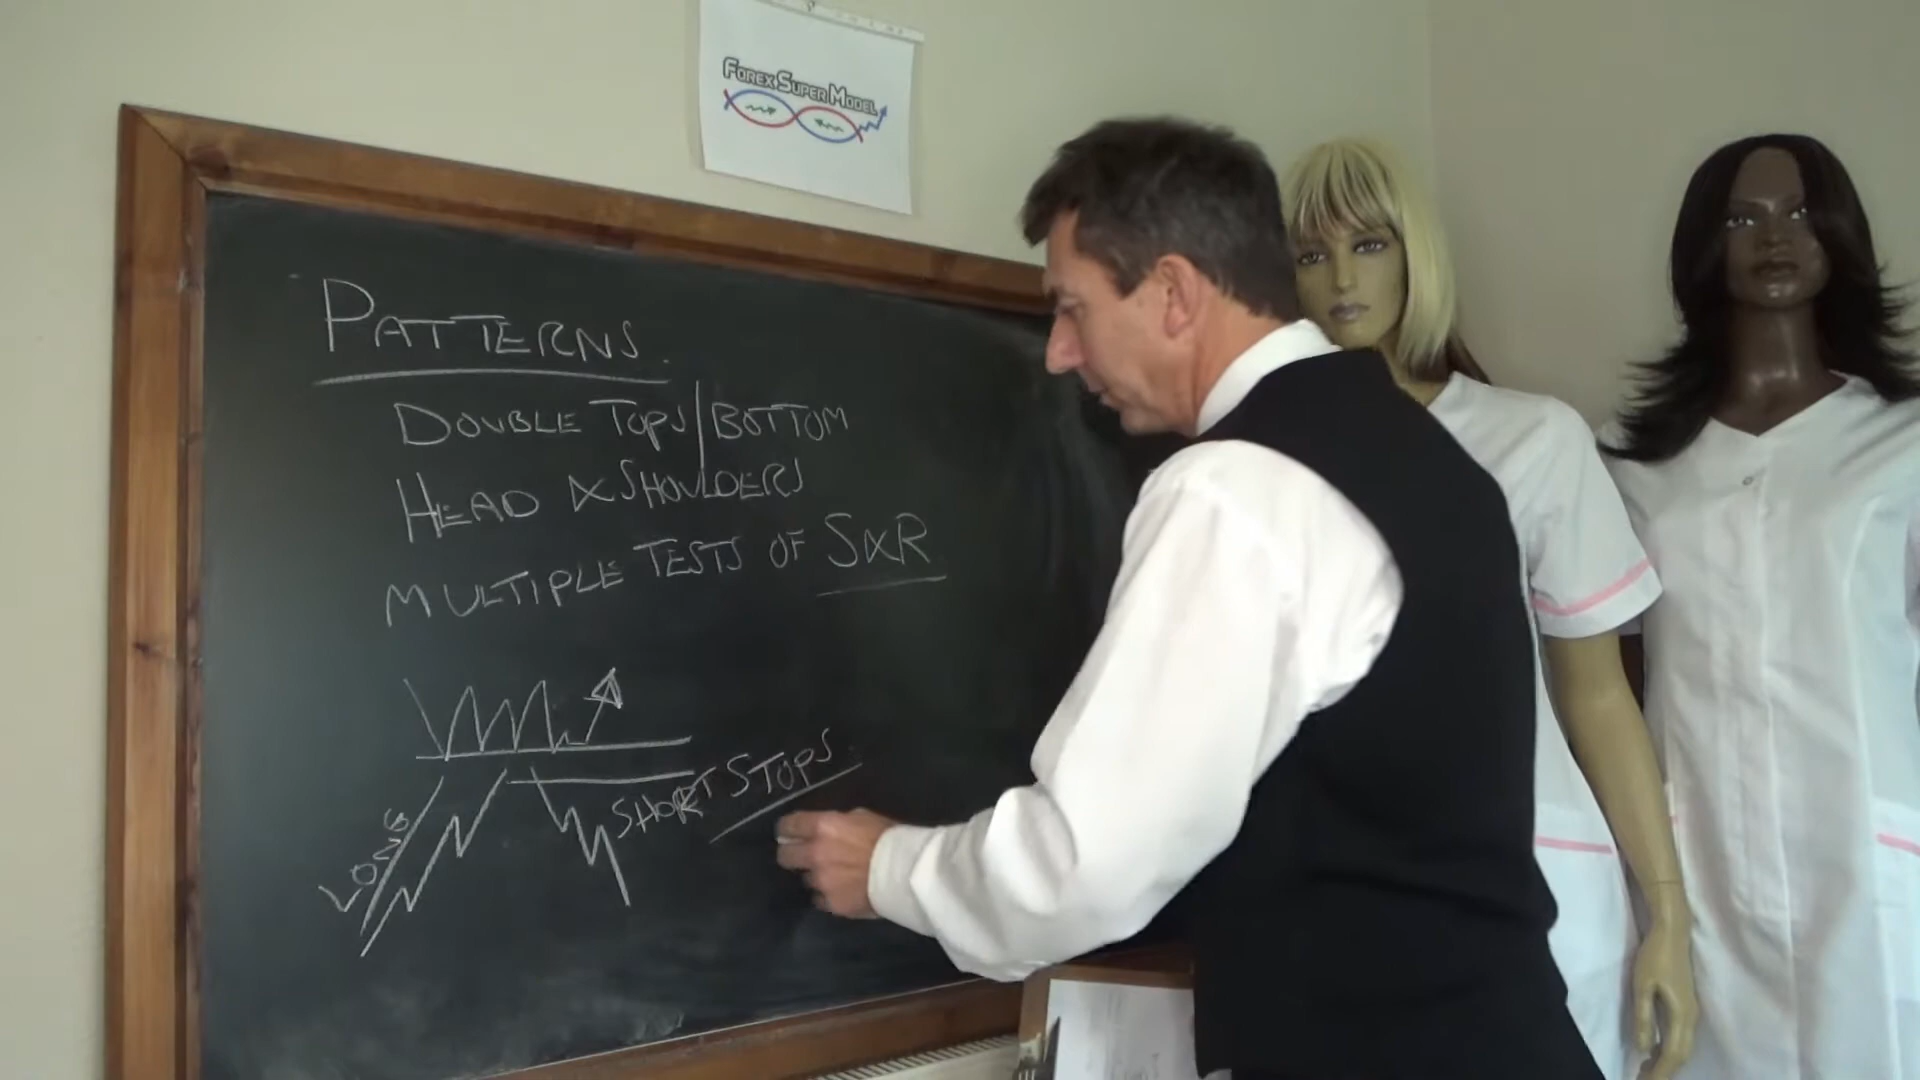 FOREX SUPER MODEL
PATTERNS.
DOUBLE TOPS/BOTTOM
HEAD & SHOULDERS
MULTIPLE TESTS OF S&R
SHORT STOPS
LONG